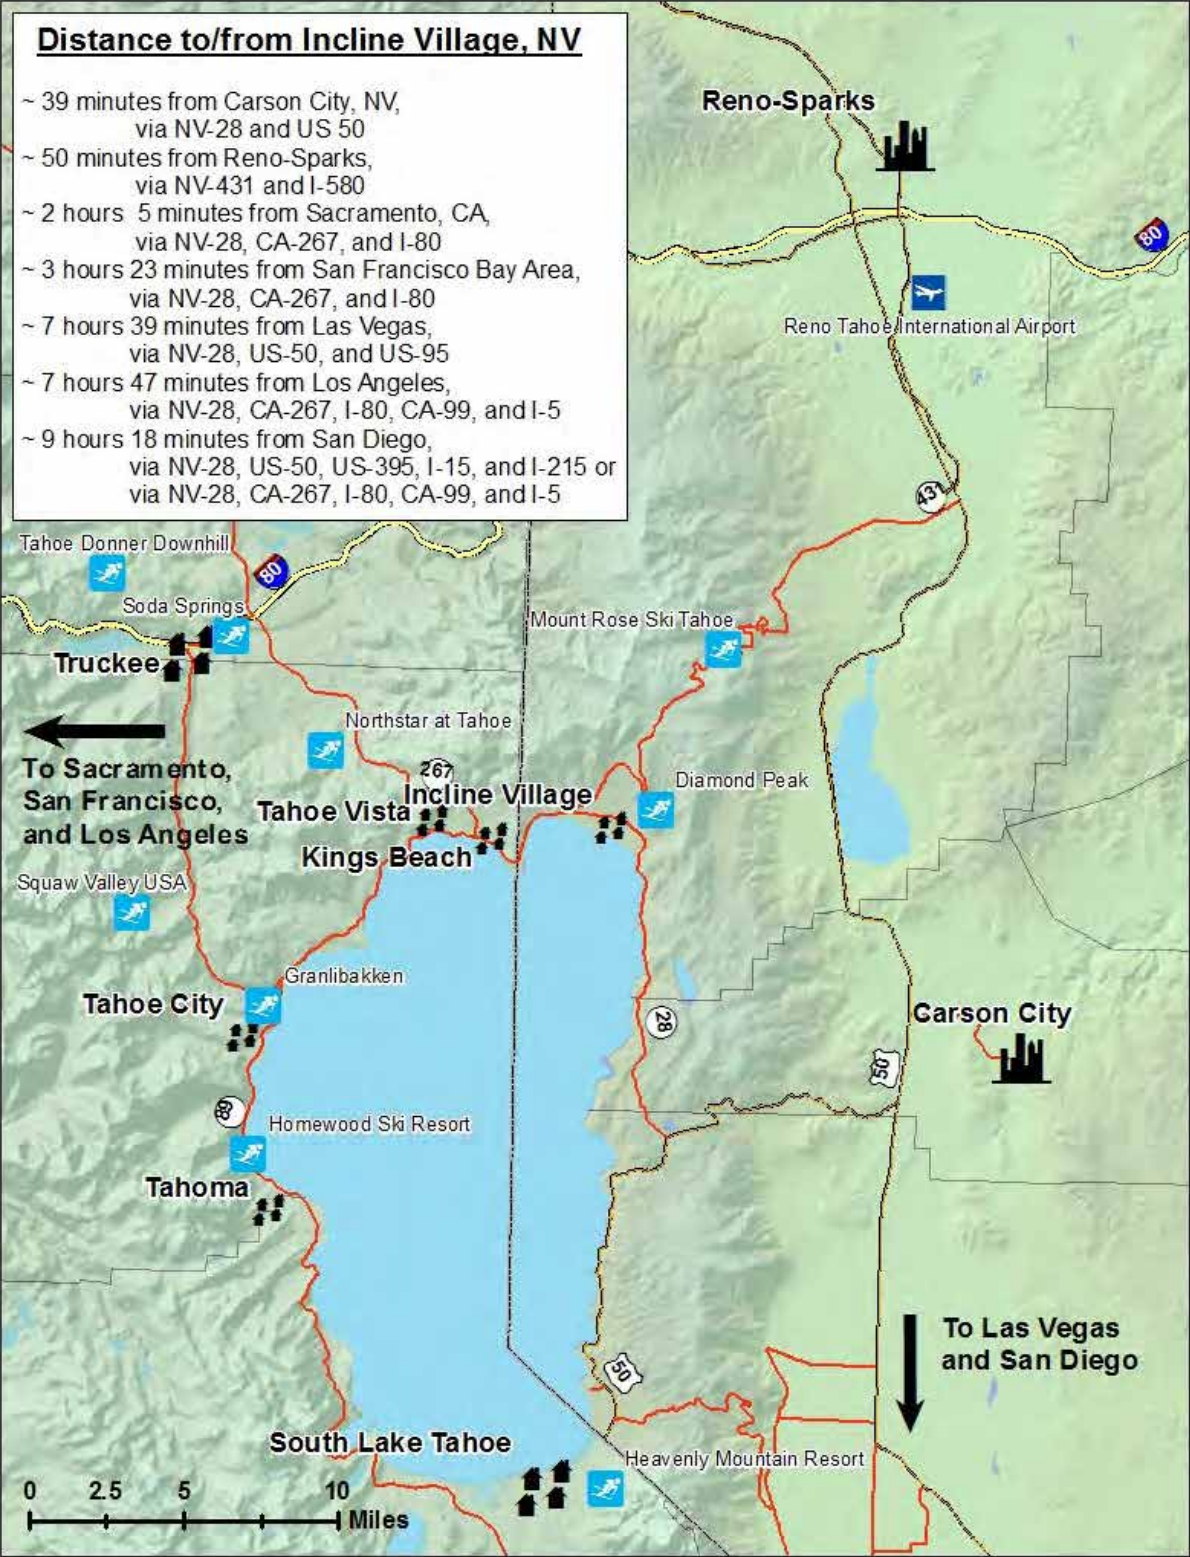 Distance to/from Incline Village, NV
~ 39 minutes from Carson City, NV,
via NV-28 and US 50
~ 50 minutes from Reno-Sparks,
via NV-431 and I-580
~ 2 hours 5 minutes from Sacramento, CA,
via NV-28, CA-267, and I-80
~ 3 hours 23 minutes from San Francisco Bay Area,
via NV-28, CA-267, and I-80
~ 7 hours 39 minutes from Las Vegas,
via NV-28, US-50, and US-95
~ 7 hours 47 minutes from Los Angeles,
via NV-28, CA-267, I-80, CA-99, and I-5
~ 9 hours 18 minutes from San Diego,
via NV-28, US-50, US-395, I-15, and I-215 or
via NV-28, CA-267, I-80, CA-99, and I-5
Reno-Sparks
80
Reno Tahoe International Airport
431
Tahoe Donner Downhill
80
Soda Springs
Mount Rose Ski Tahoe
Truckee
Northstar at Tahoe
To Sacramento,
San Francisco,
and Los Angeles
267
Diamond Peak
Incline Village
Tahoe Vista
Kings Beach
Squaw Valley USA
Granlibakken
Tahoe City
Carson City
28
50
89
Homewood Ski Resort
Tahoma
To Las Vegas
and San Diego
50
South Lake Tahoe
Heavenly Mountain Resort
0 2.5 5 10
Miles